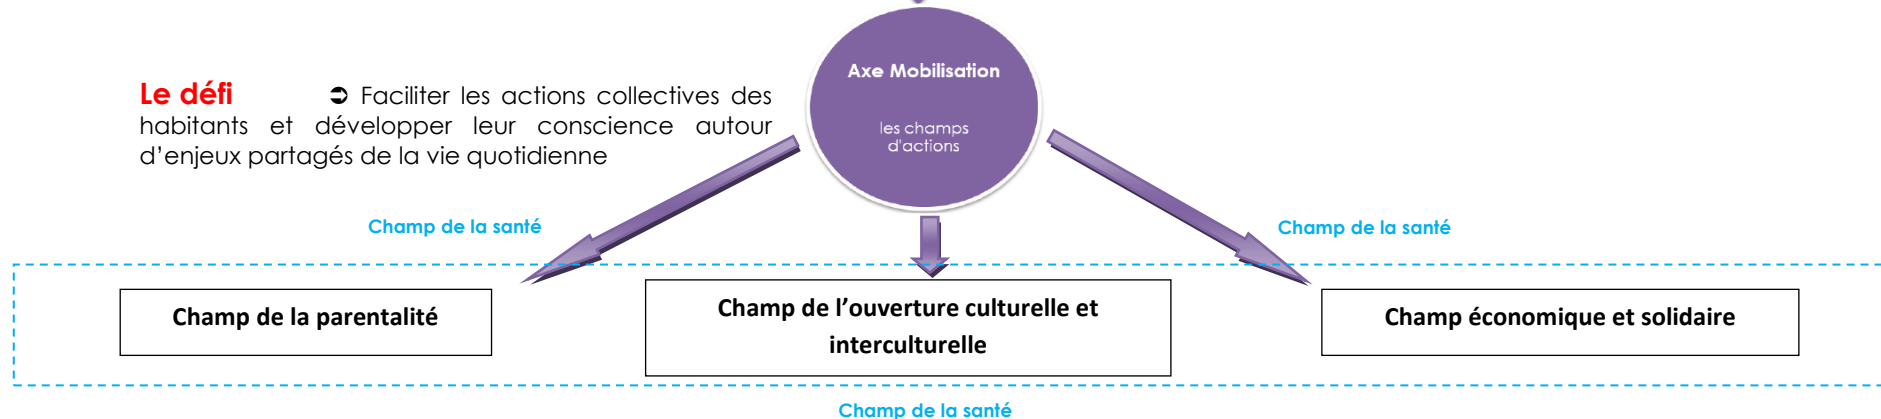 Axe Mobilisation
les champs
d'actions
Le défi ➲ Faciliter les actions collectives des
habitants et développer leur conscience autour
d’enjeux partagés de la vie quotidienne
Champ de la santé
Champ de la santé
Champ de la parentalité
Champ de l’ouverture culturelle et
interculturelle
Champ économique et solidaire
Champ de la santé